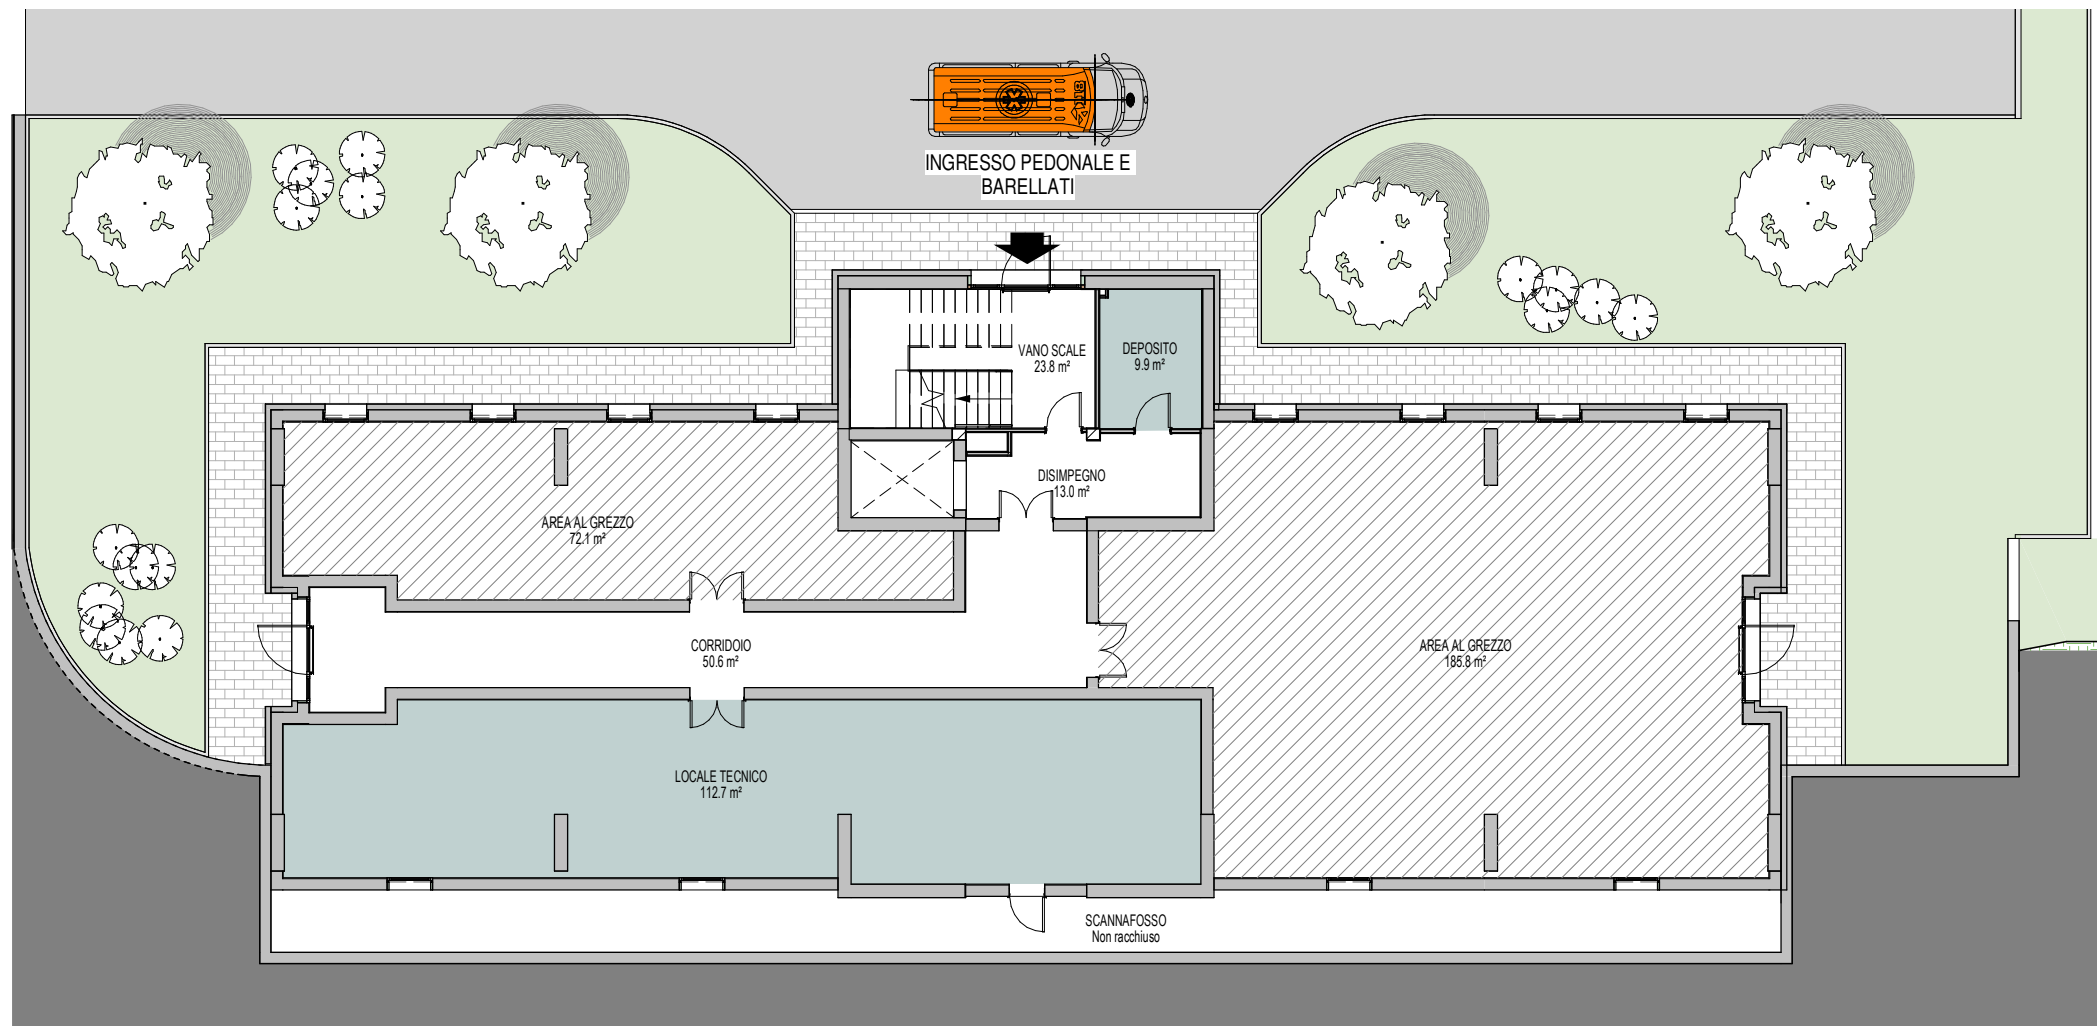 118
INGRESSO PEDONALE E
BARELLATI
VANO SCALE
23.8 m²
DEPOSITO
9.9 m²
DISIMPEGNO
13.0 m²
AREA AL GREZZO
72.1 m²
CORRIDOIO
50.6 m²
AREA AL GREZZO
185.8 m²
LOCALE TECNICO
112.7 m²
SCANNAFOSSO
Non racchiuso